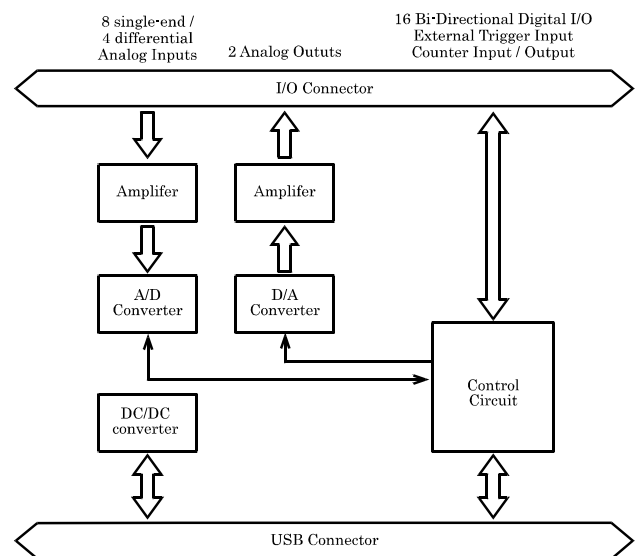 8 single-end /
4 differential
Analog Inputs
2 Analog Oututs
16 Bi-Directional Digital I/O
External Trigger Input
Counter Input / Output
I/O Connector
Amplifer
Amplifer
A/D
Converter
D/A
Converter
Control
Circuit
DC/DC
converter
USB Connector